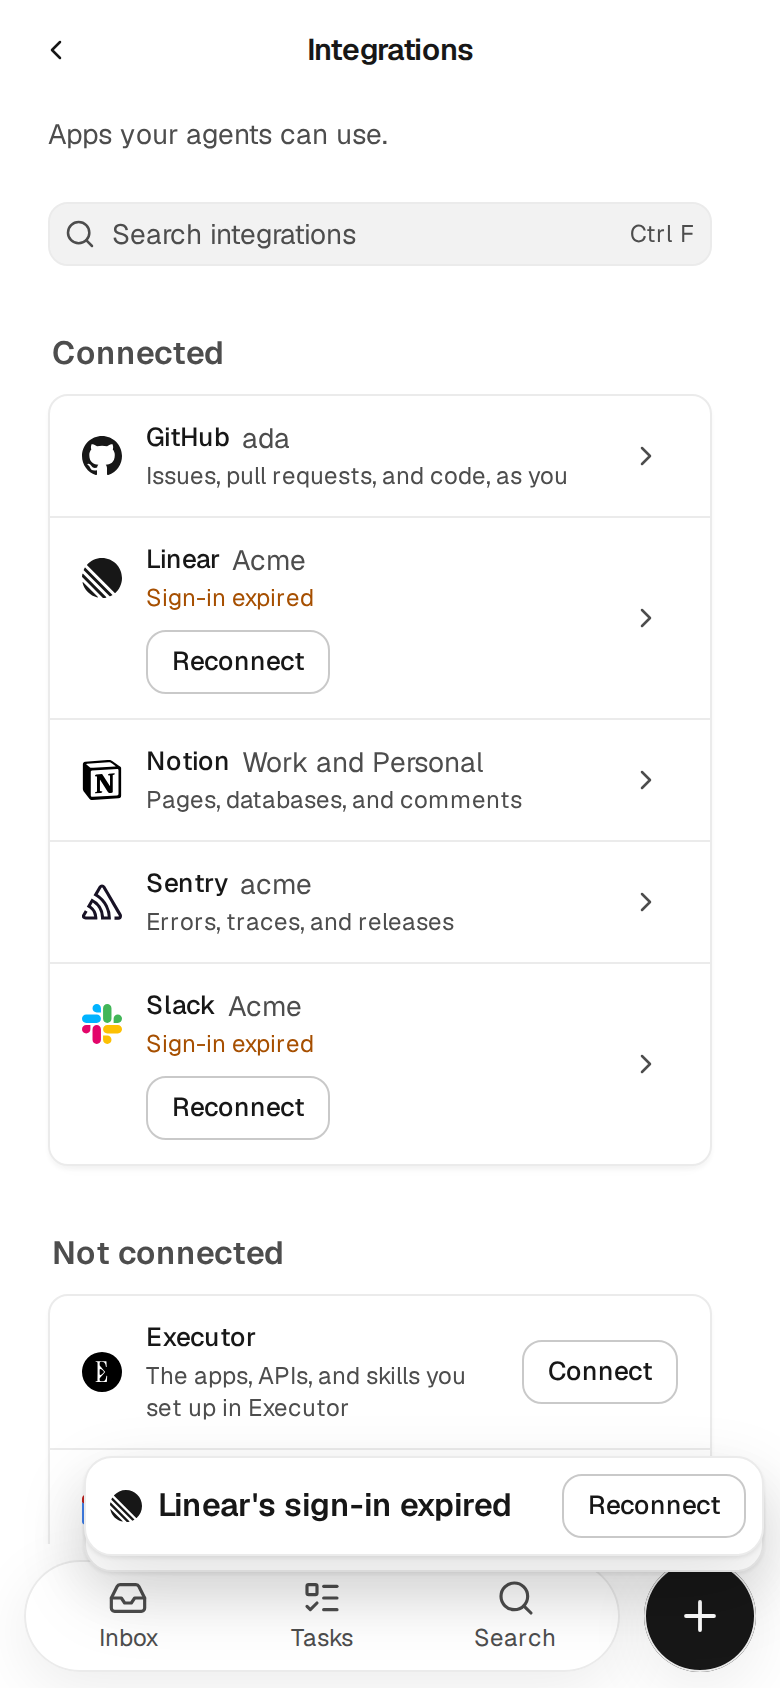 Integrations
Apps your agents can use.
Search integrations Ctrl F
Connected
GitHub ada
Issues, pull requests, and code, as you
Linear Acme
Sign-in expired
Reconnect
Notion Work and Personal
Pages, databases, and comments
Sentry acme
Errors, traces, and releases
Slack Acme
Sign-in expired
Reconnect
Not connected
Executor
The apps, APIs, and skills you
set up in Executor
Connect
Linear's sign-in expired Reconnect
Inbox Tasks Search